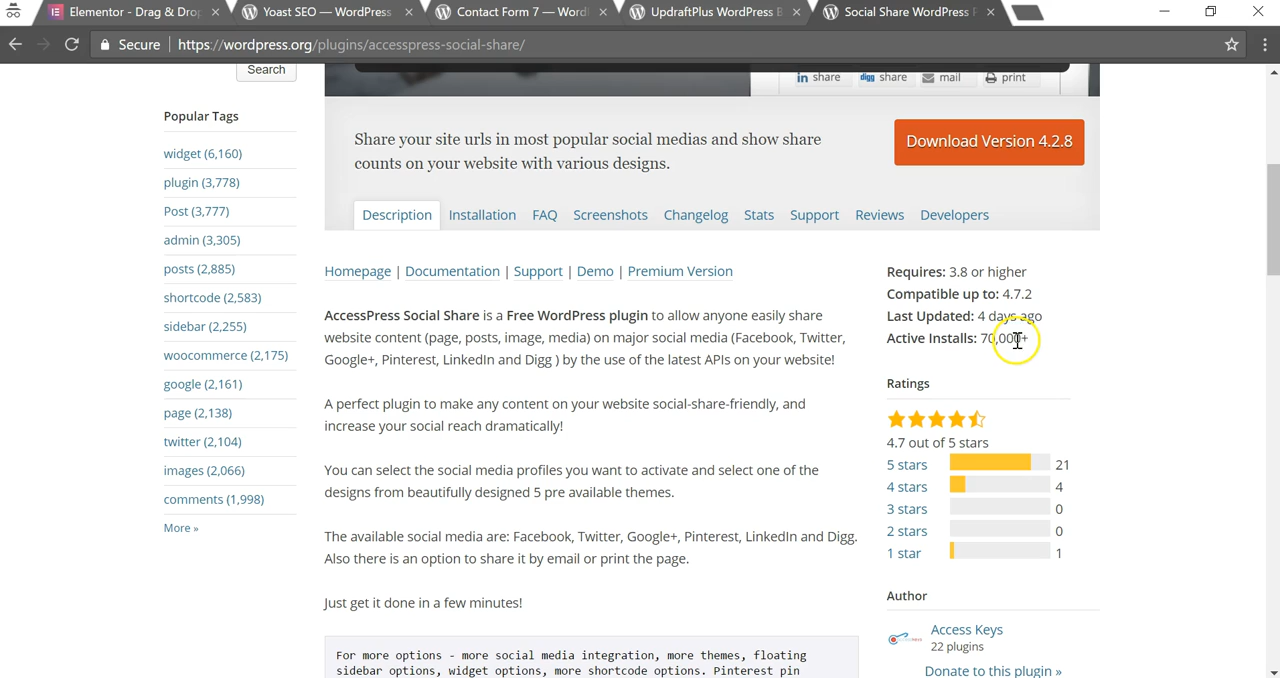 Elementor - Drag & Drop
Yoast SEO — WordPress
Contact Form 7 — Word
UpdraftPlus WordPress B
Social Share WordPress P
Secure
https://wordpress.org/plugins/accesspress-social-share/
Search
in share
digg share
mail
print
Popular Tags
widget (6,160)
plugin (3,778)
Post (3,777)
admin (3,305)
posts (2,885)
shortcode (2,583)
sidebar (2,255)
woocommerce (2,175)
google (2,161)
page (2,138)
twitter (2,104)
images (2,066)
comments (1,998)
More »
Share your site urls in most popular social medias and show share
counts on your website with various designs.
Download Version 4.2.8
Description
Installation
FAQ
Screenshots
Changelog
Stats
Support
Reviews
Developers
Homepage | Documentation | Support | Demo | Premium Version
AccessPress Social Share is a Free WordPress plugin to allow anyone easily share
website content (page, posts, image, media) on major social media (Facebook, Twitter,
Google+, Pinterest, LinkedIn and Digg ) by the use of the latest APIs on your website!
A perfect plugin to make any content on your website social-share-friendly, and
increase your social reach dramatically!
You can select the social media profiles you want to activate and select one of the
designs from beautifully designed 5 pre available themes.
The available social media are: Facebook, Twitter, Google+, Pinterest, LinkedIn and Digg.
Also there is an option to share it by email or print the page.
Just get it done in a few minutes!
For more options - more social media integration, more themes, floating
sidebar options, widget options, more shortcode options. Pinterest pin
Requires: 3.8 or higher
Compatible up to: 4.7.2
Last Updated: 4 days ago
Active Installs: 70,000+
Ratings
4.7 out of 5 stars
5 stars 21
4 stars 4
3 stars 0
2 stars 0
1 star 1
Author
Access Keys
22 plugins
Donate to this plugin »